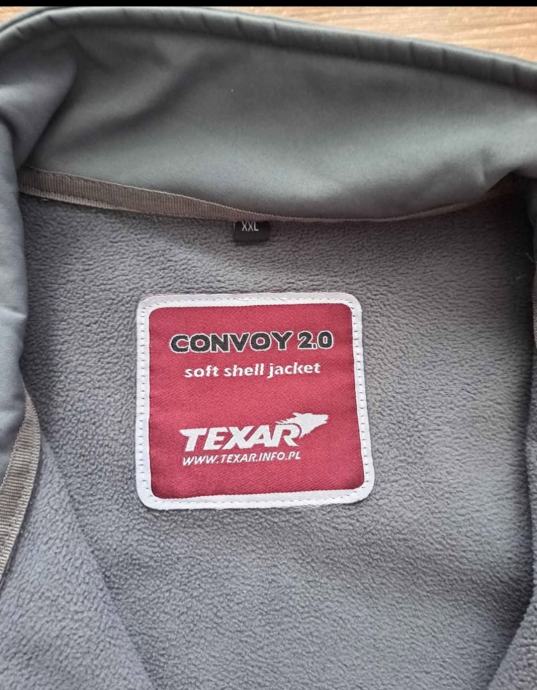 XXL
CONVOY 2.0
soft shell jacket
TEXAR
WWW.TEXAR.INFO.PL